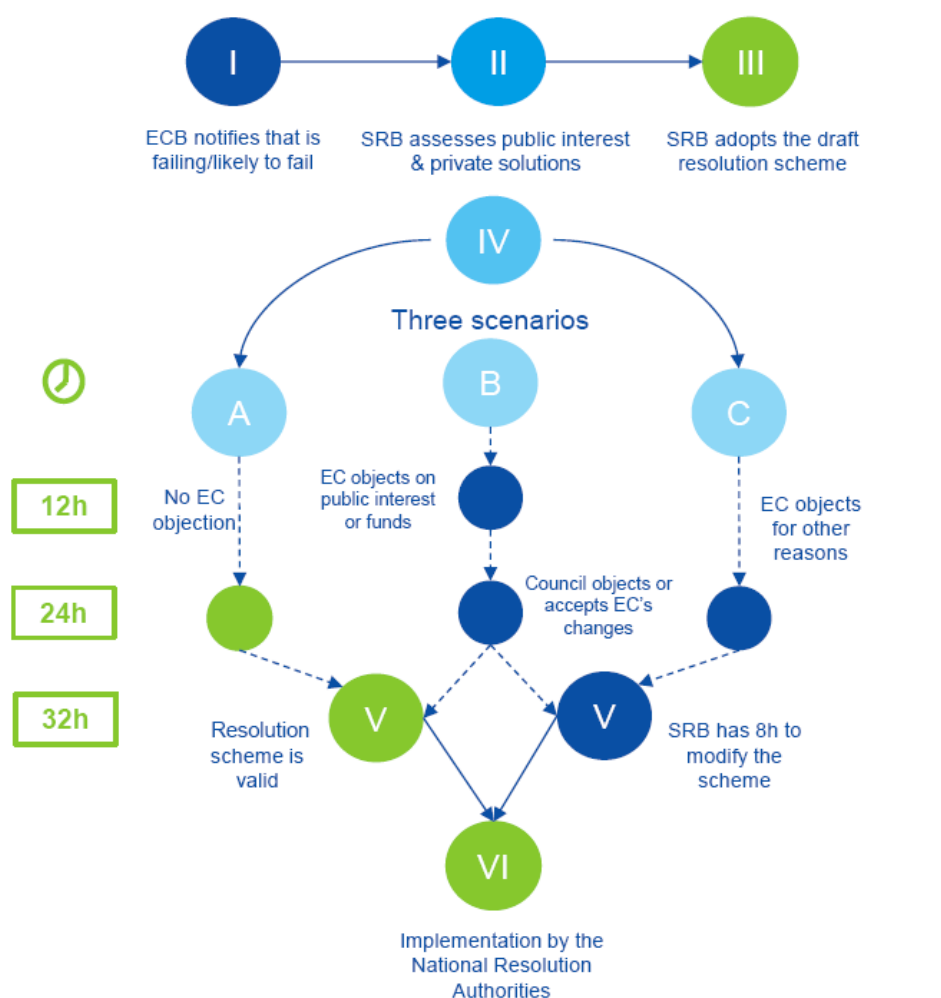 I
II
III
ECB notifies that is
failing/likely to fail
SRB assesses public interest
& private solutions
SRB adopts the draft
resolution scheme
IV
Three scenarios
A
B
C
12h
No EC
objection
EC objects on
public interest
or funds
EC objects
for other
reasons
24h
Council objects or
accepts EC's
changes
32h
V
V
Resolution
scheme is
valid
SRB has 8h to
modify the
scheme
VI
Implementation by the
National Resolution
Authorities